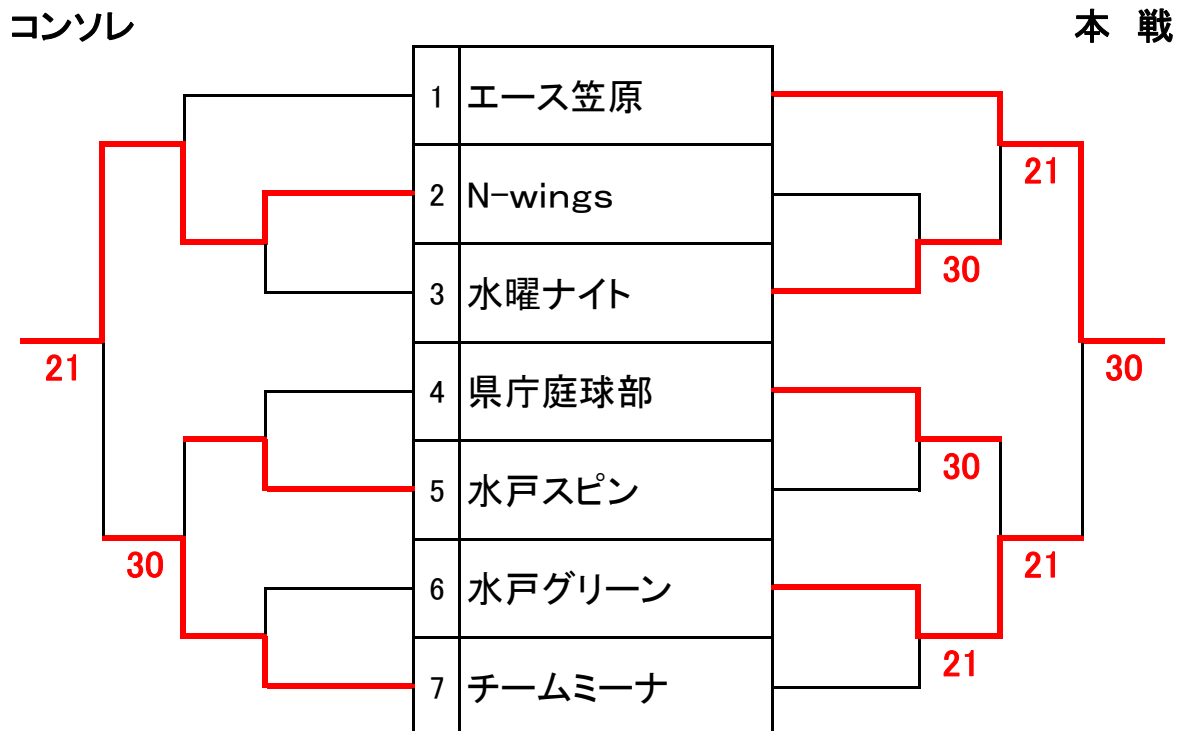 コンソレ
本 戦
1 エース笠原
21
2 N-wings
30
3 水曜ナイト
21
30
4 県庁庭球部
30
5 水戸スピン
30
21
6 水戸グリーン
21
7 チームミーナ